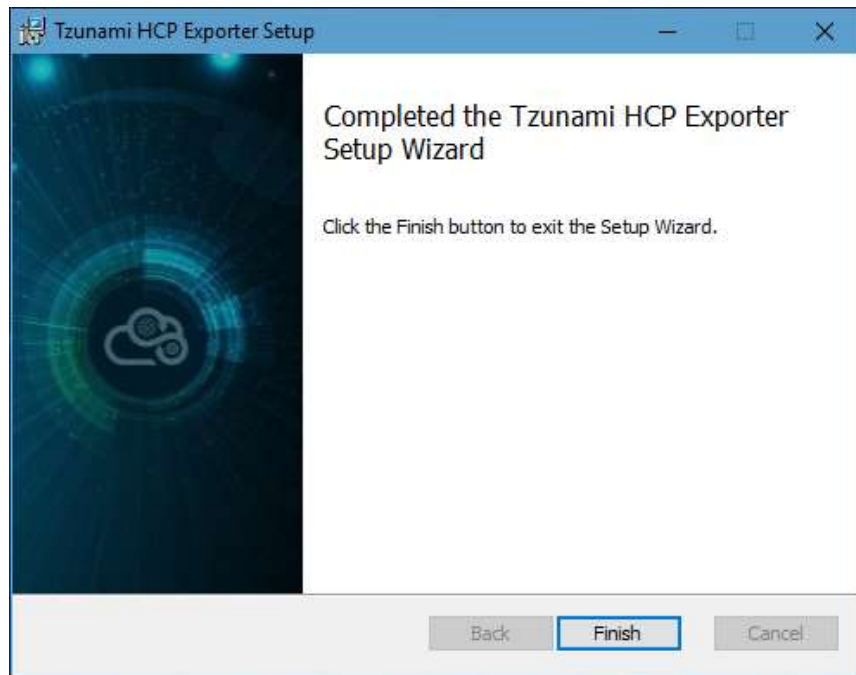 Tzunami HCP Exporter Setup
Completed the Tzunami HCP Exporter
Setup Wizard
Click the Finish button to exit the Setup Wizard.
Back
Finish
Cancel